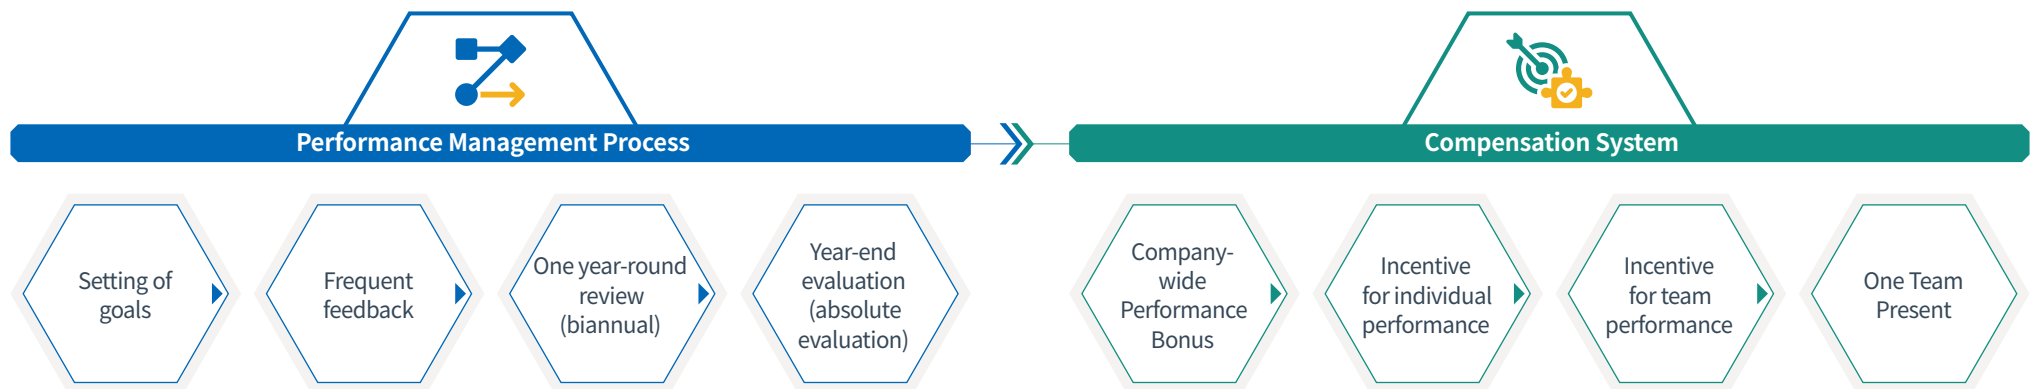 Performance Management Process
Compensation System
Setting of
goals
Frequent
feedback
One year-round
review
(biannual)
Year-end
evaluation
(absolute
evaluation)
Company-
wide
Performance
Bonus
Incentive
for individual
performance
Incentive
for team
performance
One Team
Present